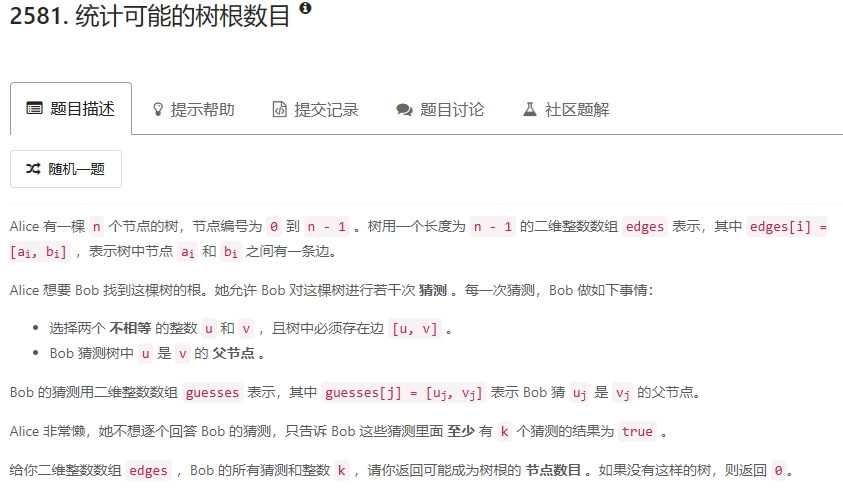 2581. 统计可能的树根数目
题目描述 提示帮助 提交记录 题目讨论 社区题解
随机一题
Alice 有一棵 n 个节点的树，节点编号为 0 到 n - 1 。树用一个长度为 n - 1 的二维整数数组 edges 表示，其中 edges[i] =
[ai, bi] ，表示树中节点 ai 和 bi 之间有一条边。
Alice 想要 Bob 找到这棵树的根。她允许 Bob 对这棵树进行若干次 猜测 。每一次猜测，Bob 做如下事情：
• 选择两个 不相等 的整数 u 和 v ，且树中必须存在边 [u, v] 。
• Bob 猜测树中 u 是 v 的 父节点 。
Bob 的猜测用二维整数数组 guesses 表示，其中 guesses[j] = [uj, vj] 表示 Bob 猜 uj 是 vj 的父节点。
Alice 非常懒，她不想逐个回答 Bob 的猜测，只告诉 Bob 这些猜测里面 至少 有 k 个猜测的结果为 true 。
给你二维整数数组 edges ，Bob 的所有猜测和整数 k ，请你返回可能成为树根的 节点数目 。如果没有这样的树，则返回 0。